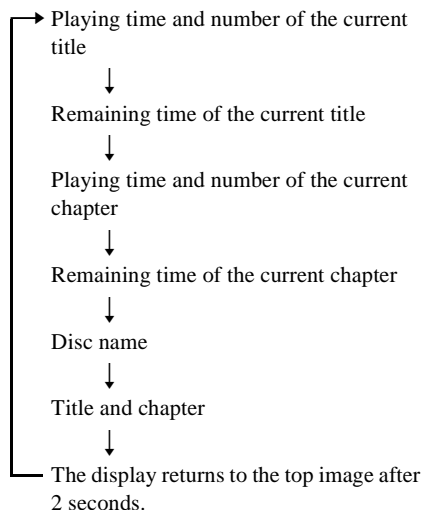 Playing time and number of the current
title
Remaining time of the current title
Playing time and number of the current
chapter
Remaining time of the current chapter
Disc name
Title and chapter
The display returns to the top image after
2 seconds.